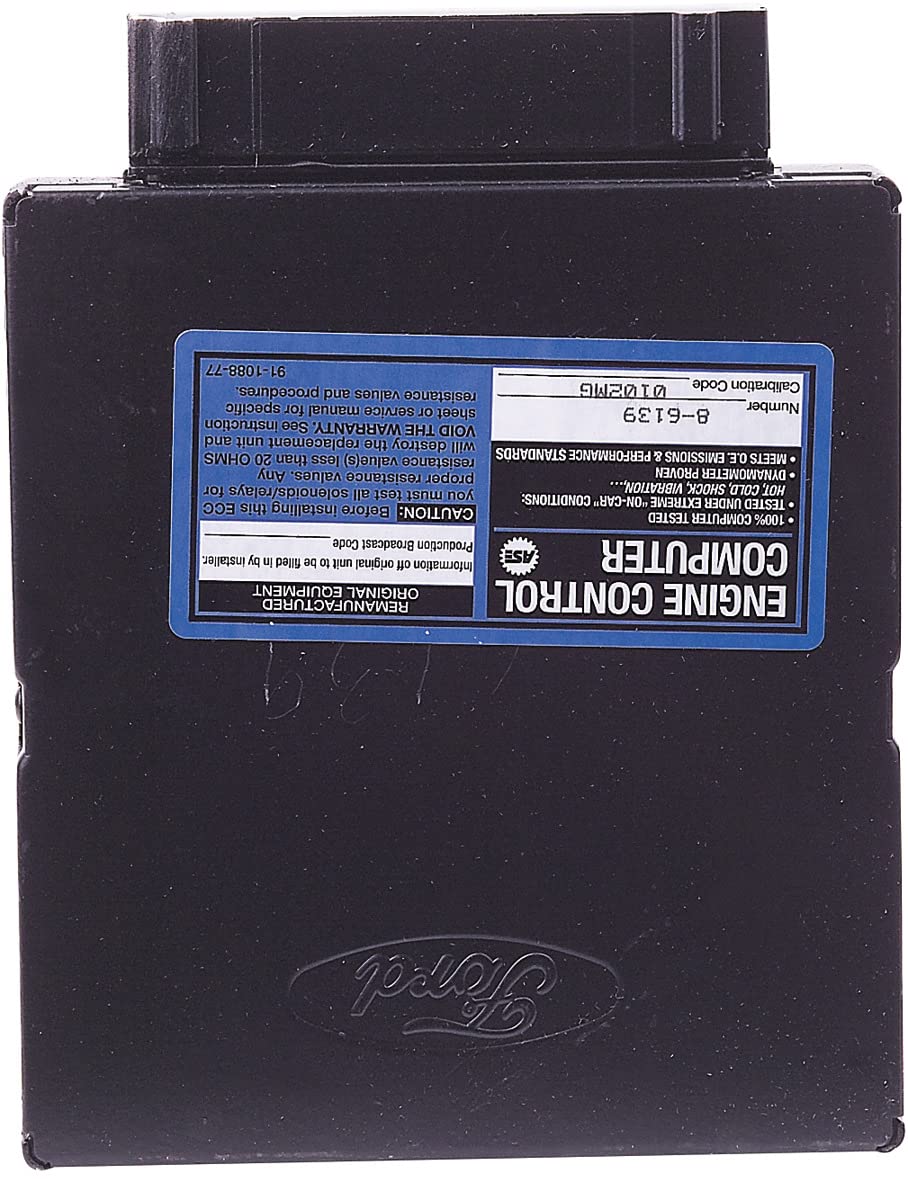 Ford
ENGINE CONTROL
COMPUTER
ASE
• 100% COMPUTER TESTED
• TESTED UNDER EXTREME "ON-CAR" CONDITIONS:
HOT, COLD, SHOCK, VIBRATION,...
• DYNAMOMETER PROVEN
• MEETS O.E. EMISSIONS & PERFORMANCE STANDARDS
Number 8-6139
Calibration Code 0102MG
REMANUFACTURED
ORIGINAL EQUIPMENT
Information off original unit to be filled in by installer.
Production Broadcast Code
CAUTION: Before installing this ECC
you must test all solenoids/relays for
proper resistance values. Any
resistance value(s) less than 20 OHMS
will destroy the replacement unit and
VOID THE WARRANTY. See instruction
sheet or service manual for specific
resistance values and procedures.
91-1088-77